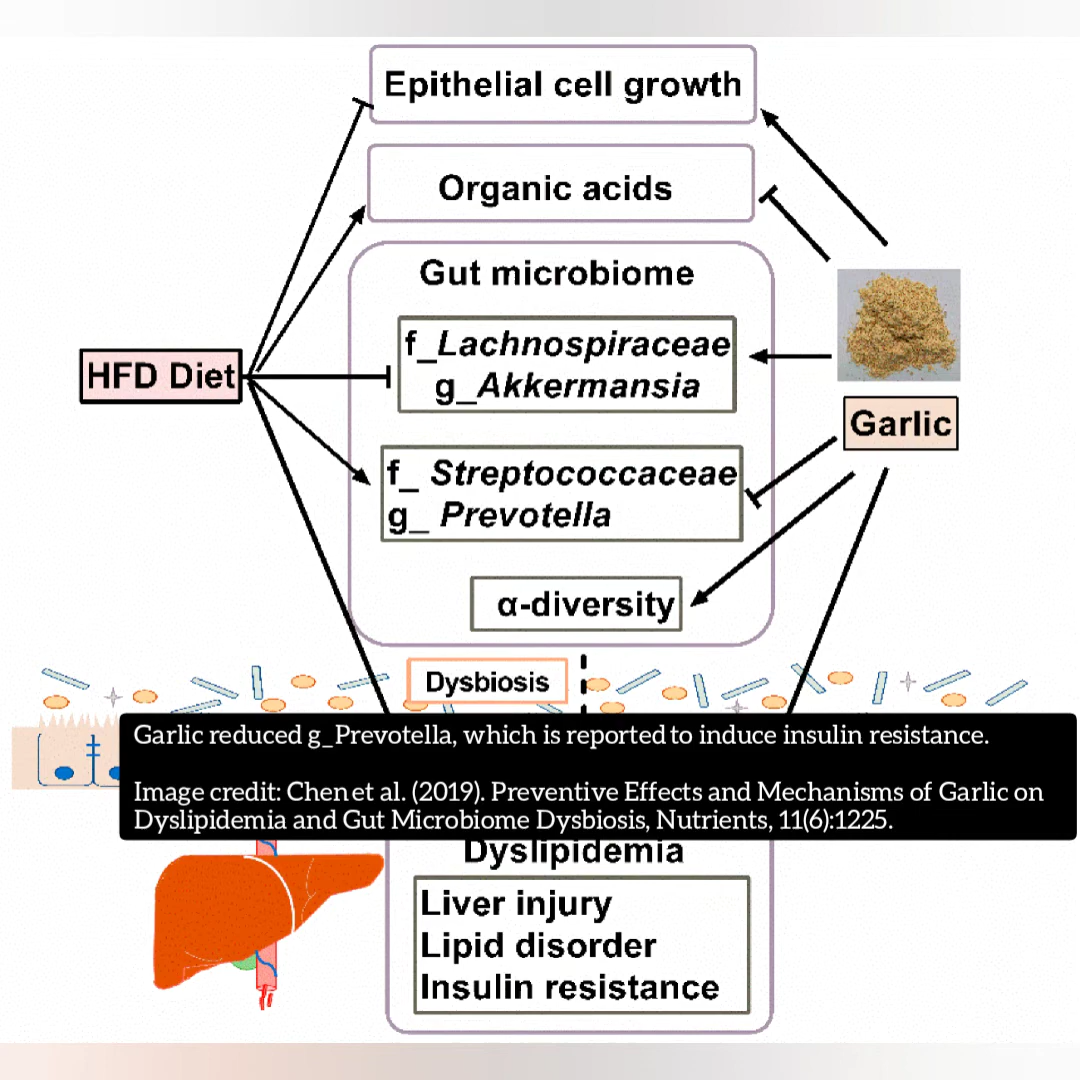 Epithelial cell growth
Organic acids
Gut microbiome
f_Lachnospiraceae
g_Akkermansia
HFD Diet
Garlic
f_ Streptococcaceae
g_ Prevotella
α-diversity
Dysbiosis
Garlic reduced g_Prevotella, which is reported to induce insulin resistance.
Image credit: Chen et al. (2019). Preventive Effects and Mechanisms of Garlic on
Dyslipidemia and Gut Microbiome Dysbiosis, Nutrients, 11(6):1225.
Dyslipidemia
Liver injury
Lipid disorder
Insulin resistance